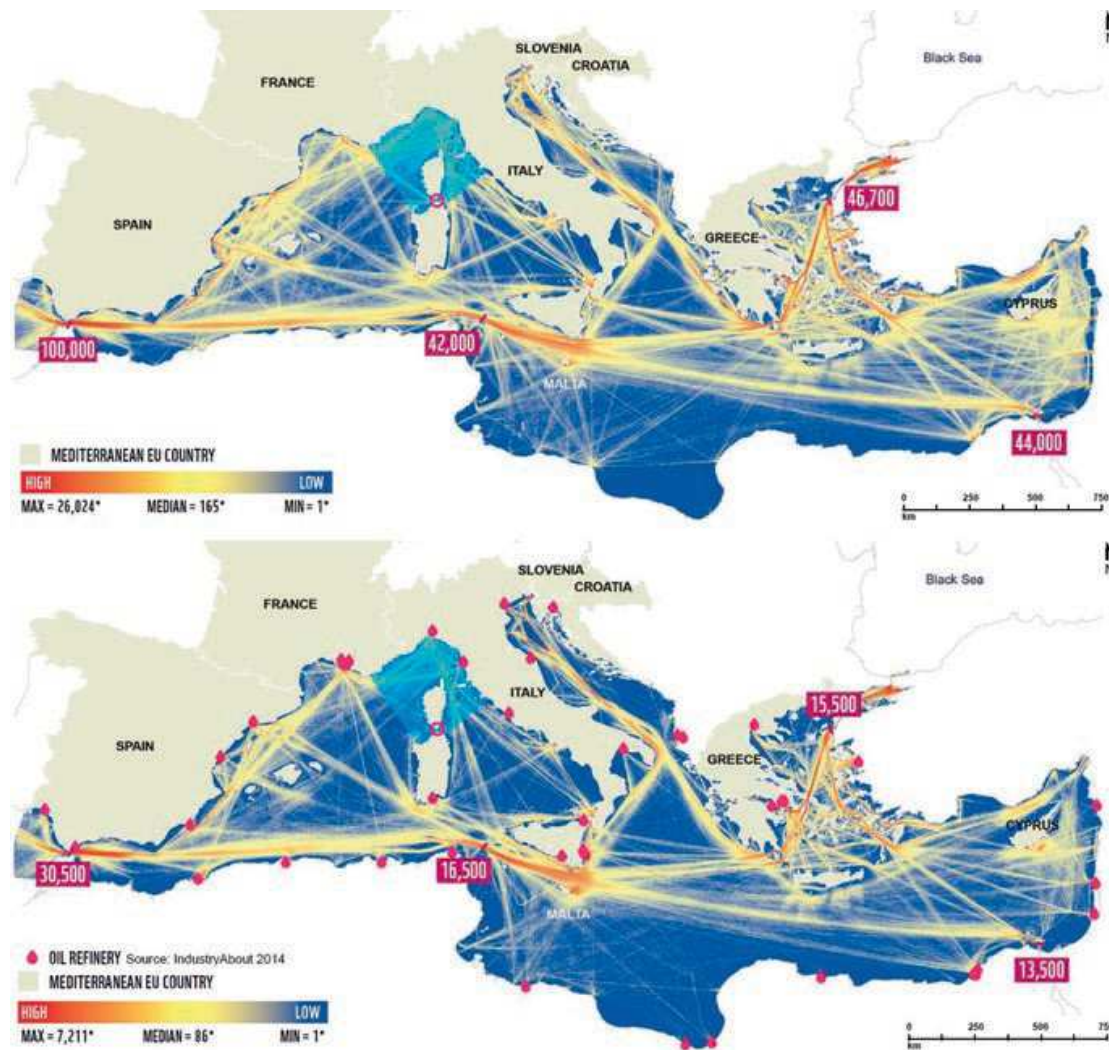 SLOVENIA
CROATIA
Black Sea
FRANCE
ITALY
46,700
SPAIN
GREECE
CYPRUS
100,000
42,000
MALTA
44,000
MEDITERRANEAN EU COUNTRY
HIGH LOW
MAX = 26,024* MEDIAN = 165* MIN = 1*
0 250 500 750
km
SLOVENIA
CROATIA
Black Sea
FRANCE
ITALY
15,500
SPAIN
GREECE
CYPRUS
30,500
16,500
MALTA
13,500
OIL REFINERY Source: IndustryAbout 2014
MEDITERRANEAN EU COUNTRY
HIGH LOW
MAX = 7,211* MEDIAN = 86* MIN = 1*
0 250 500
km